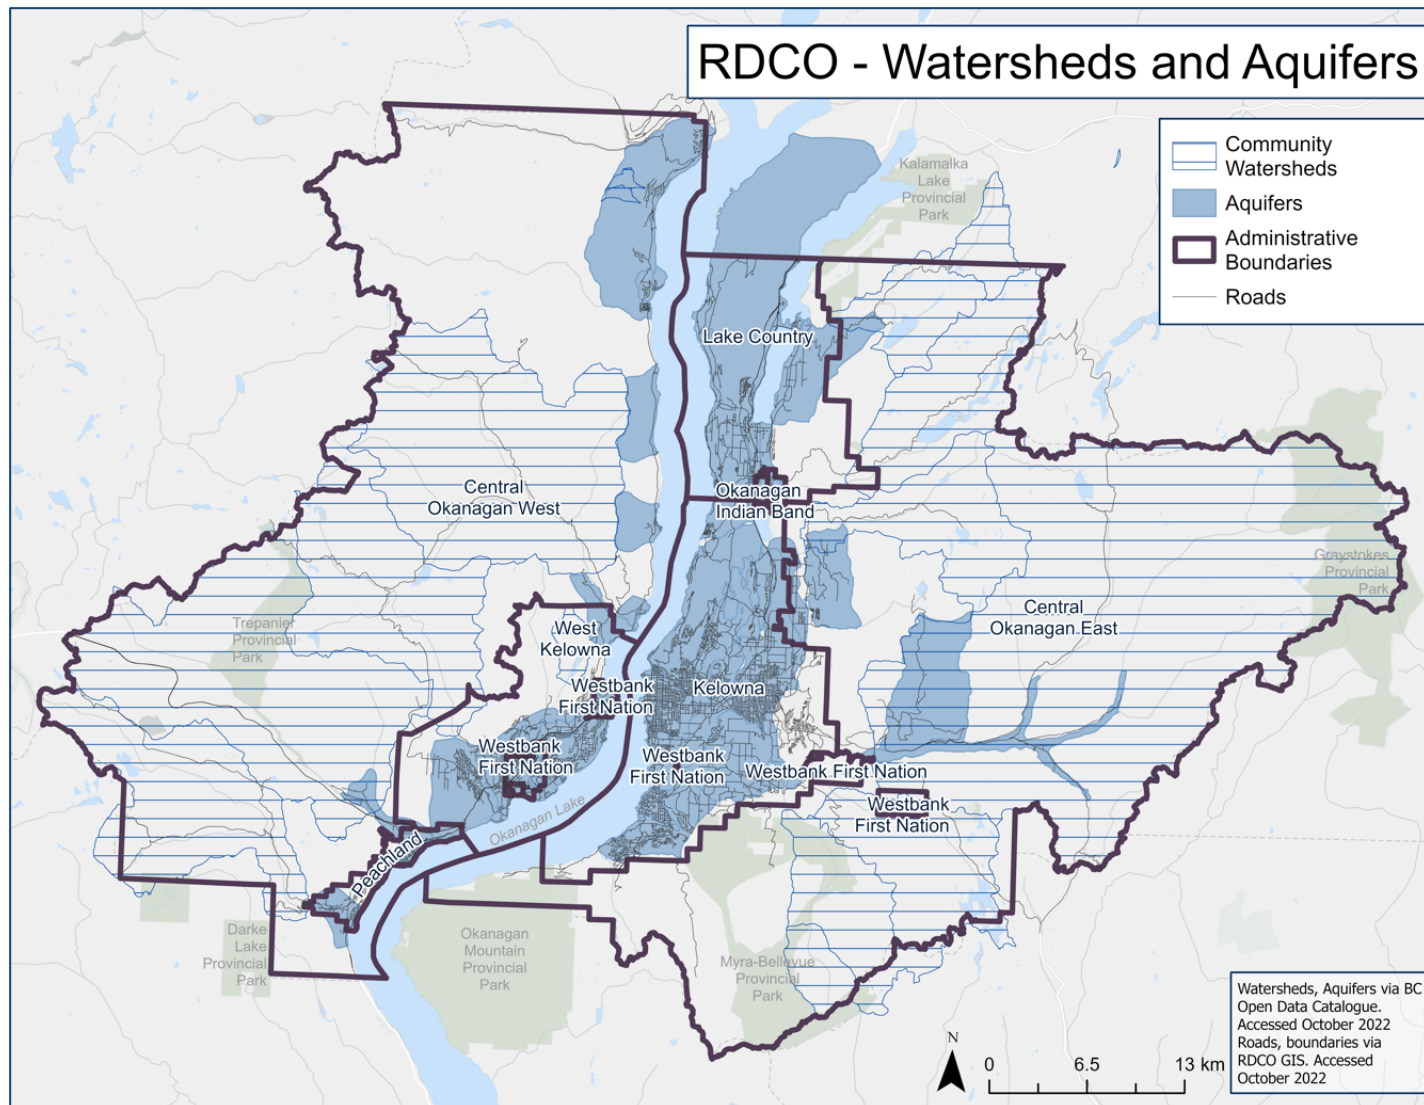 RDCO - Watersheds and Aquifers
Community
Watersheds
Aquifers
Administrative
Boundaries
Roads
Kalamalka
Lake
Provincial
Park
Lake Country
Central
Okanagan West
Okanagan
Indian Band
Graystokes
Provincial
Park
Central
Okanagan East
Trepanier
Provincial
Park
West
Kelowna
Westbank
First Nation
Kelowna
Westbank
First Nation
Westbank
First Nation
Westbank First Nation
Westbank
First Nation
Okanagan Lake
Peachland
Darke
Lake
Provincial
Park
Okanagan
Mountain
Provincial
Park
Myra-Bellevue
Provincial
Park
Watersheds, Aquifers via BC
Open Data Catalogue.
Accessed October 2022
Roads, boundaries via
RDCO GIS. Accessed
October 2022
N
0 6.5 13 km